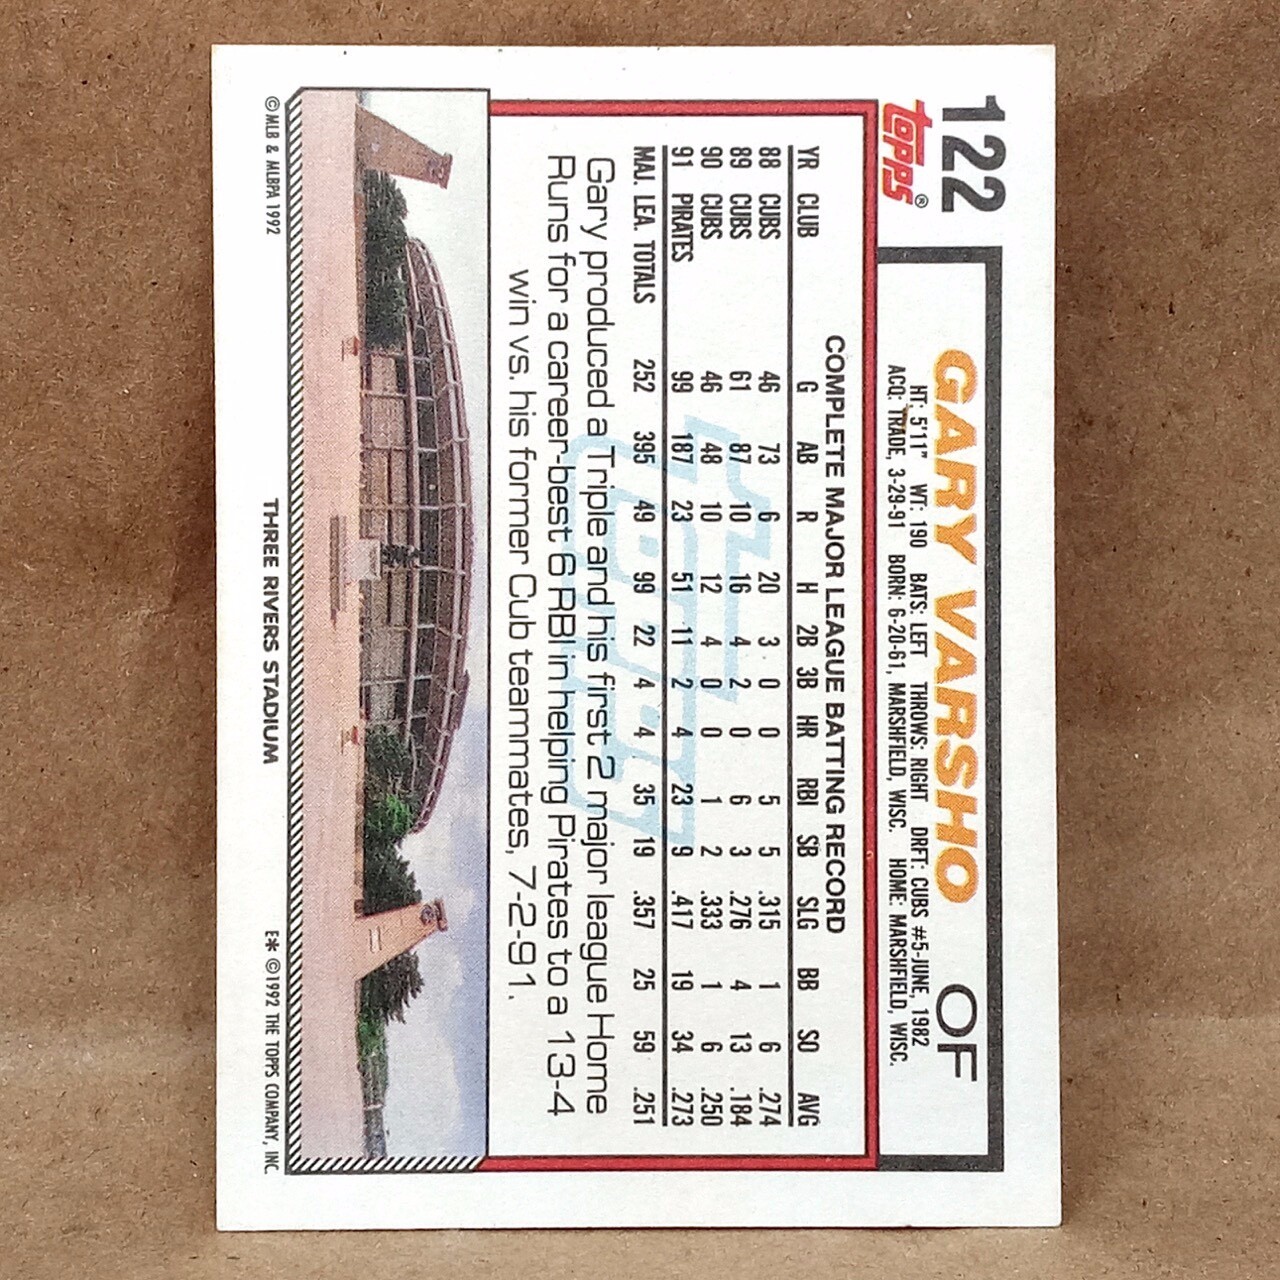 122
topps®
GARY VARSHO OF
HT: 5'11" WT: 190 BATS: LEFT THROWS: RIGHT DRFT: CUBS #5-JUNE, 1982
ACQ: TRADE, 3-29-91 BORN: 6-20-61, MARSHFIELD, WISC. HOME: MARSHFIELD, WISC.
COMPLETE MAJOR LEAGUE BATTING RECORD
YR CLUB G AB R H 2B 3B HR RBI SB SLG BB SO AVG
88 CUBS 46 73 6 20 3 0 0 5 5 .315 1 6 .274
89 CUBS 61 87 10 16 4 2 0 6 3 .276 4 13 .184
90 CUBS 46 48 10 12 4 0 0 1 2 .333 1 6 .250
91 PIRATES 99 187 23 51 11 2 4 23 9 .417 19 34 .273
MAJ. LEA. TOTALS 252 395 49 99 22 4 4 35 19 .357 25 59 .251
Gary produced a Triple and his first 2 major league Home
Runs for a career-best 6 RBI in helping Pirates to a 13-4
win vs. his former Cub teammates, 7-2-91.
THREE RIVERS STADIUM
© MLB & MLBPA 1992
E* © 1992 THE TOPPS COMPANY, INC.